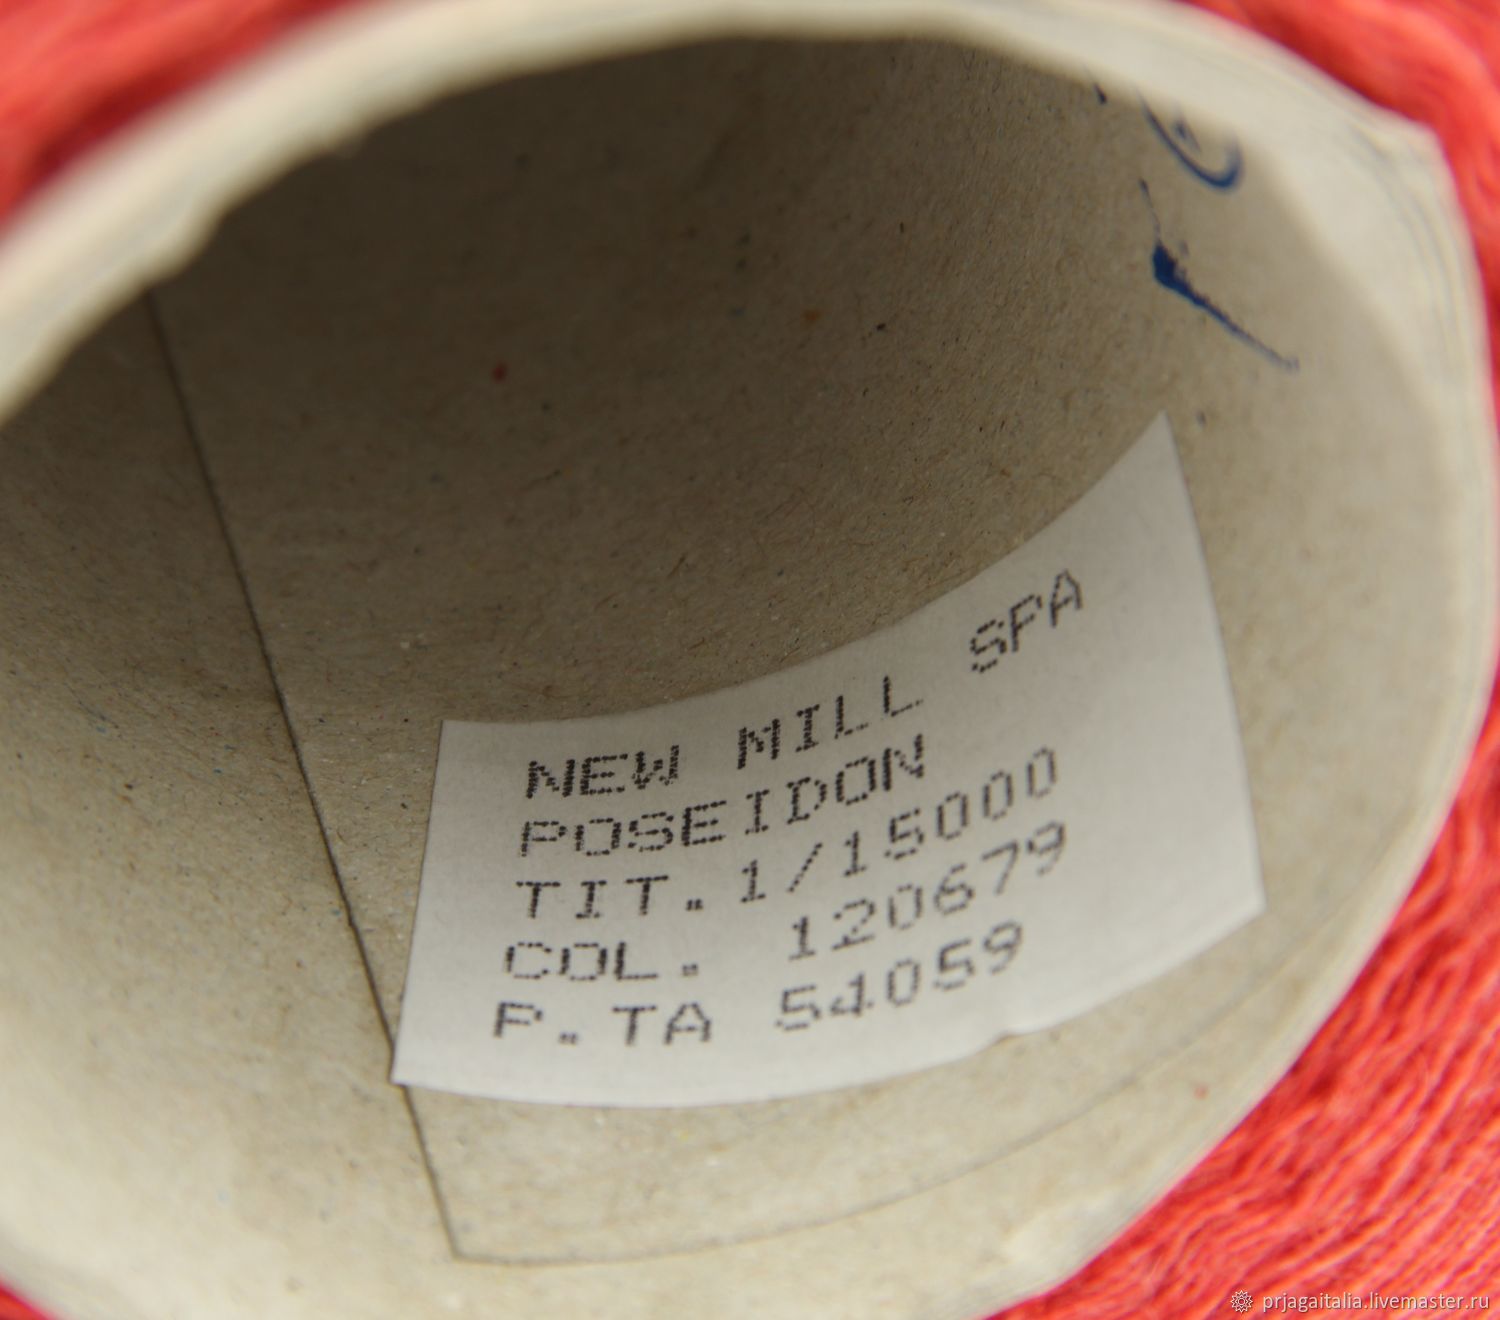 NEW MILL SPA
POSEIDON
TIT. 1/15000
COL. 120679
P.TA 54059
prjagaitalia.livemaster.ru